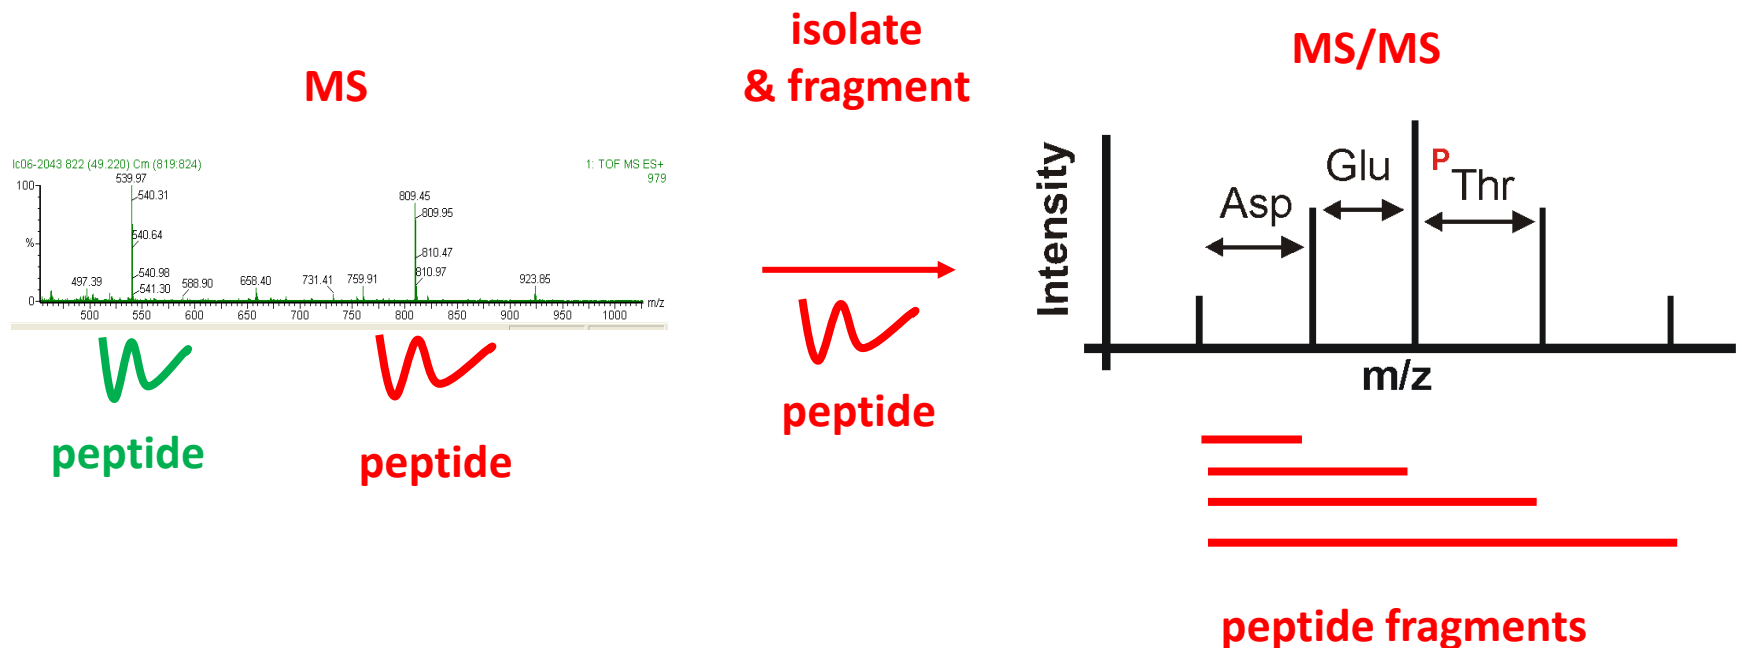 MS
isolate
& fragment
MS/MS
lc06-2043 822 (49.220) Cm (819:824)
1: TOF MS ES+
979
100
%
0
539.97
540.31
540.64
540.98
541.30
497.39
588.90
658.40
731.41
759.91
809.45
809.95
810.47
810.97
923.85
m/z
500
550
600
650
700
750
800
850
900
950
1000
peptide
peptide
peptide
Intensity
Asp
Glu
P
Thr
m/z
peptide fragments